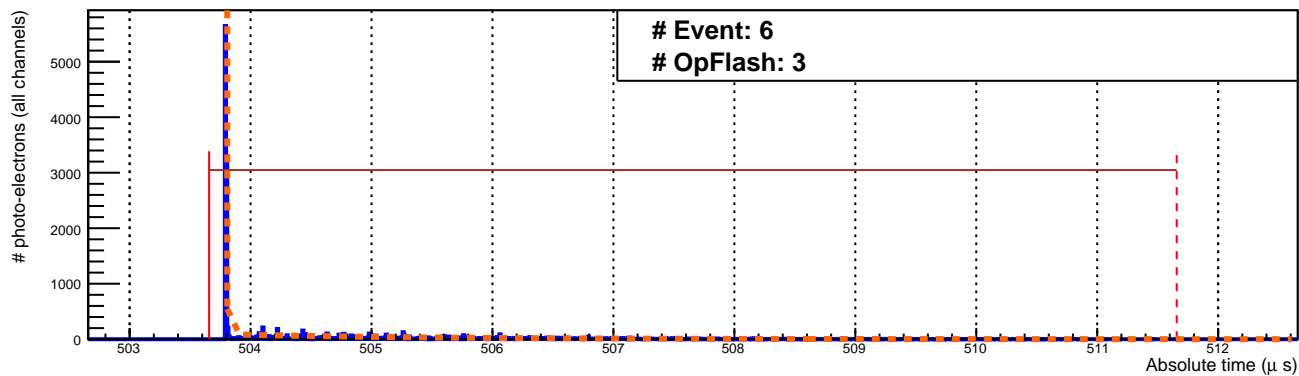 # Event: 6
# OpFlash: 3
# photo-electrons (all channels)
5000
4000
3000
2000
1000
0
503 504 505 506 507 508 509 510 511 512
Absolute time (μ s)